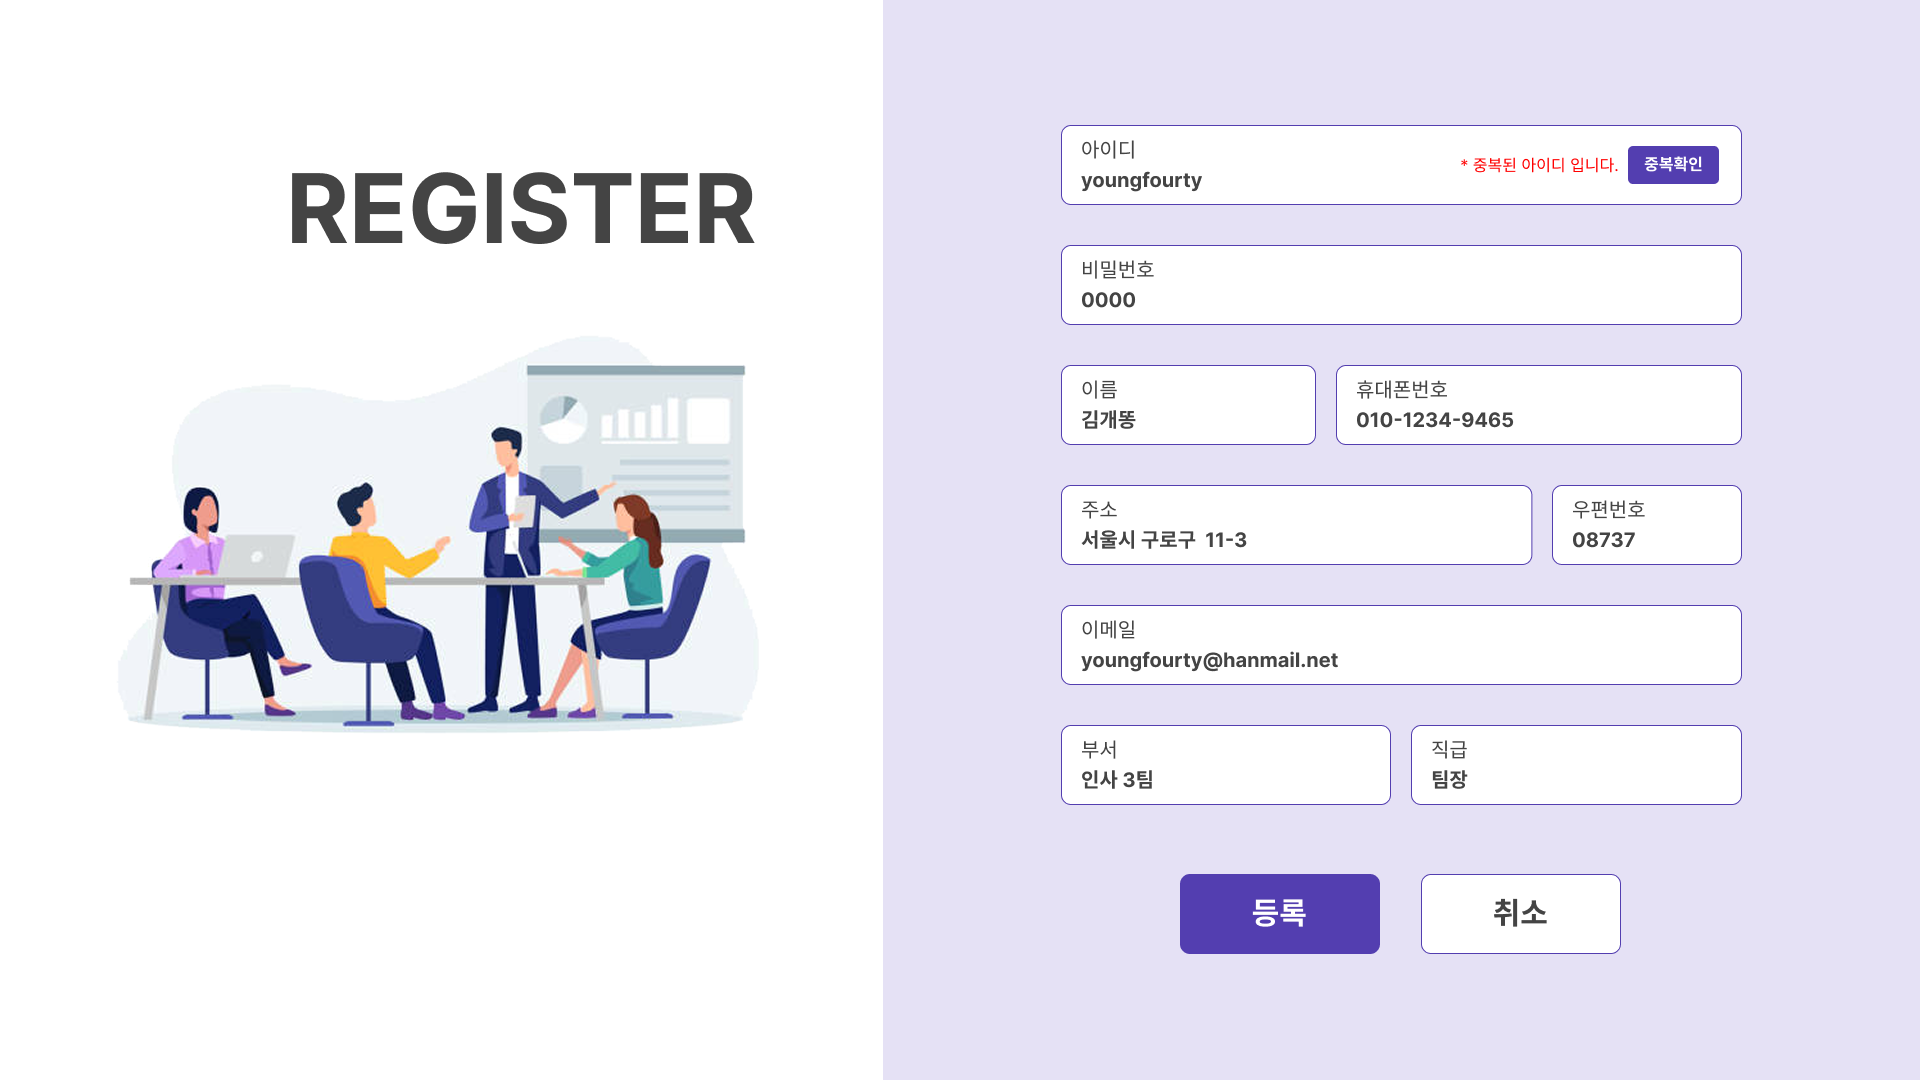 REGISTER
아이디
youngfourty
* 중복된 아이디 입니다.
중복확인
비밀번호
0000
이름
김개똥
휴대폰번호
010-1234-9465
주소
서울시 구로구  11-3
우편번호
08737
이메일
youngfourty@hanmail.net
부서
인사 3팀
직급
팀장
등록
취소